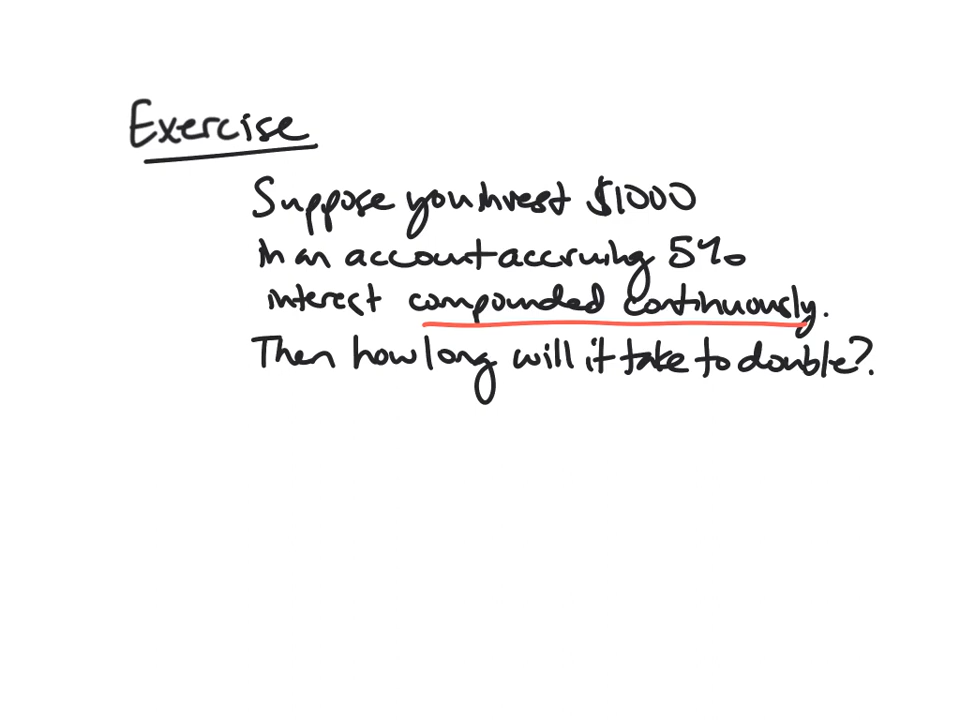 Exercise
Suppose you invest $1000
in an account accruing 5%
interest compounded continuously.
Then how long will it take to double?.